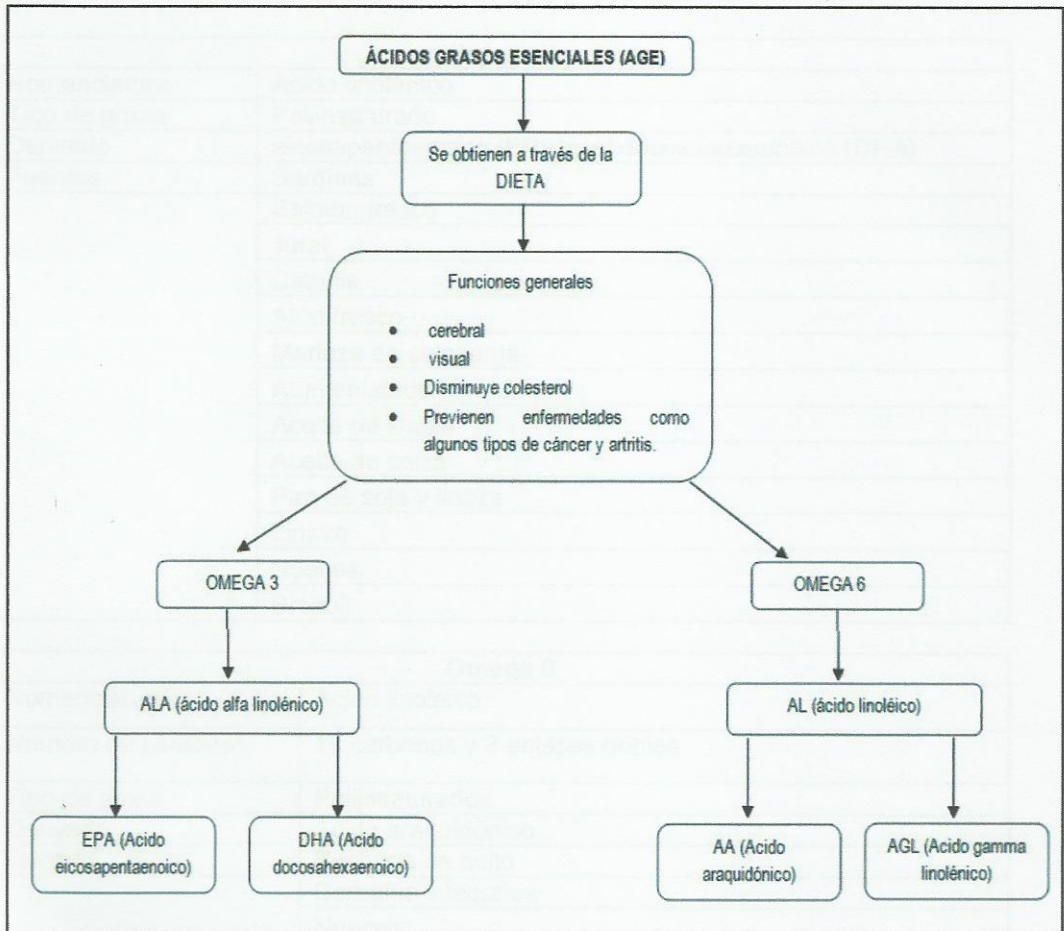 ÁCIDOS GRASOS ESENCIALES (AGE)
Se obtienen a través de la
DIETA
Funciones generales
• cerebral
• visual
• Disminuye colesterol
• Previenen enfermedades como
algunos tipos de cáncer y artritis.
OMEGA 3
OMEGA 6
ALA (ácido alfa linolénico)
AL (ácido linoléico)
EPA (Acido
eicosapentaenoico)
DHA (Acido
docosahexaenoico)
AA (Acido
araquidónico)
AGL (Acido gamma
linolénico)